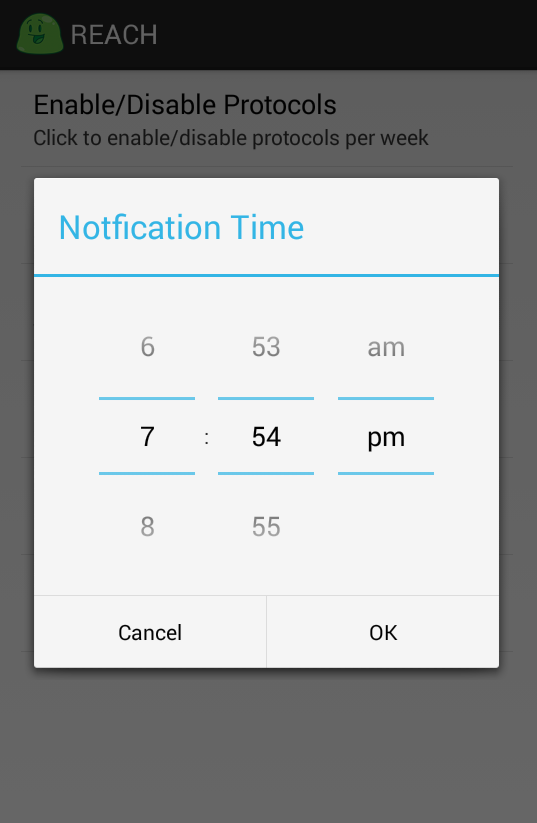 REACH
Enable/Disable Protocols
Click to enable/disable protocols per week
Notfication Time
6 53 am
7 : 54 pm
8 55
Cancel OK